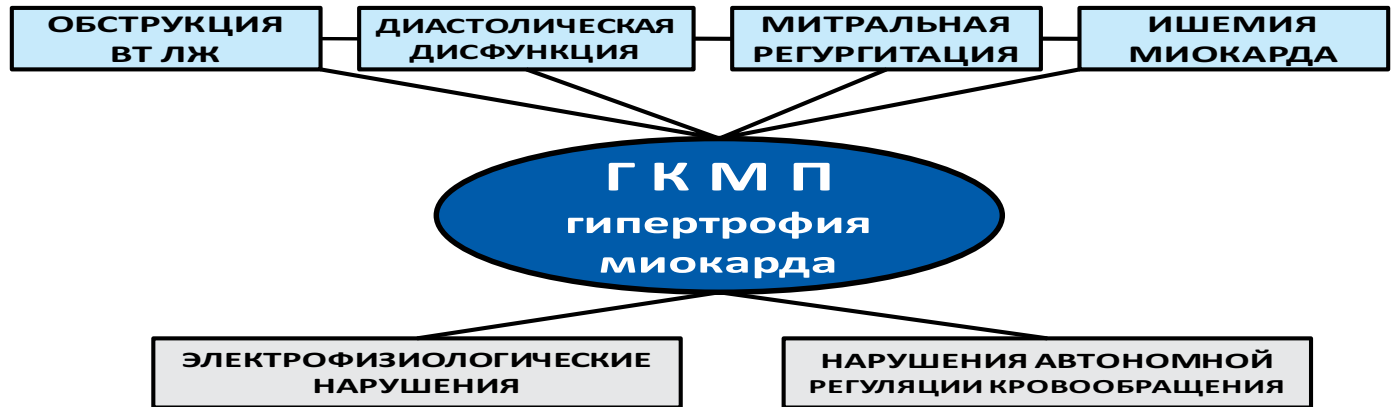 ОБСТРУКЦИЯ
ВТ ЛЖ
ДИАСТОЛИЧЕСКАЯ
ДИСФУНКЦИЯ
МИТРАЛЬНАЯ
РЕГУРГИТАЦИЯ
ИШЕМИЯ
МИОКАРДА
Г К М П
гипертрофия
миокарда
ЭЛЕКТРОФИЗИОЛОГИЧЕСКИЕ
НАРУШЕНИЯ
НАРУШЕНИЯ АВТОНОМНОЙ
РЕГУЛЯЦИИ КРОВООБРАЩЕНИЯ